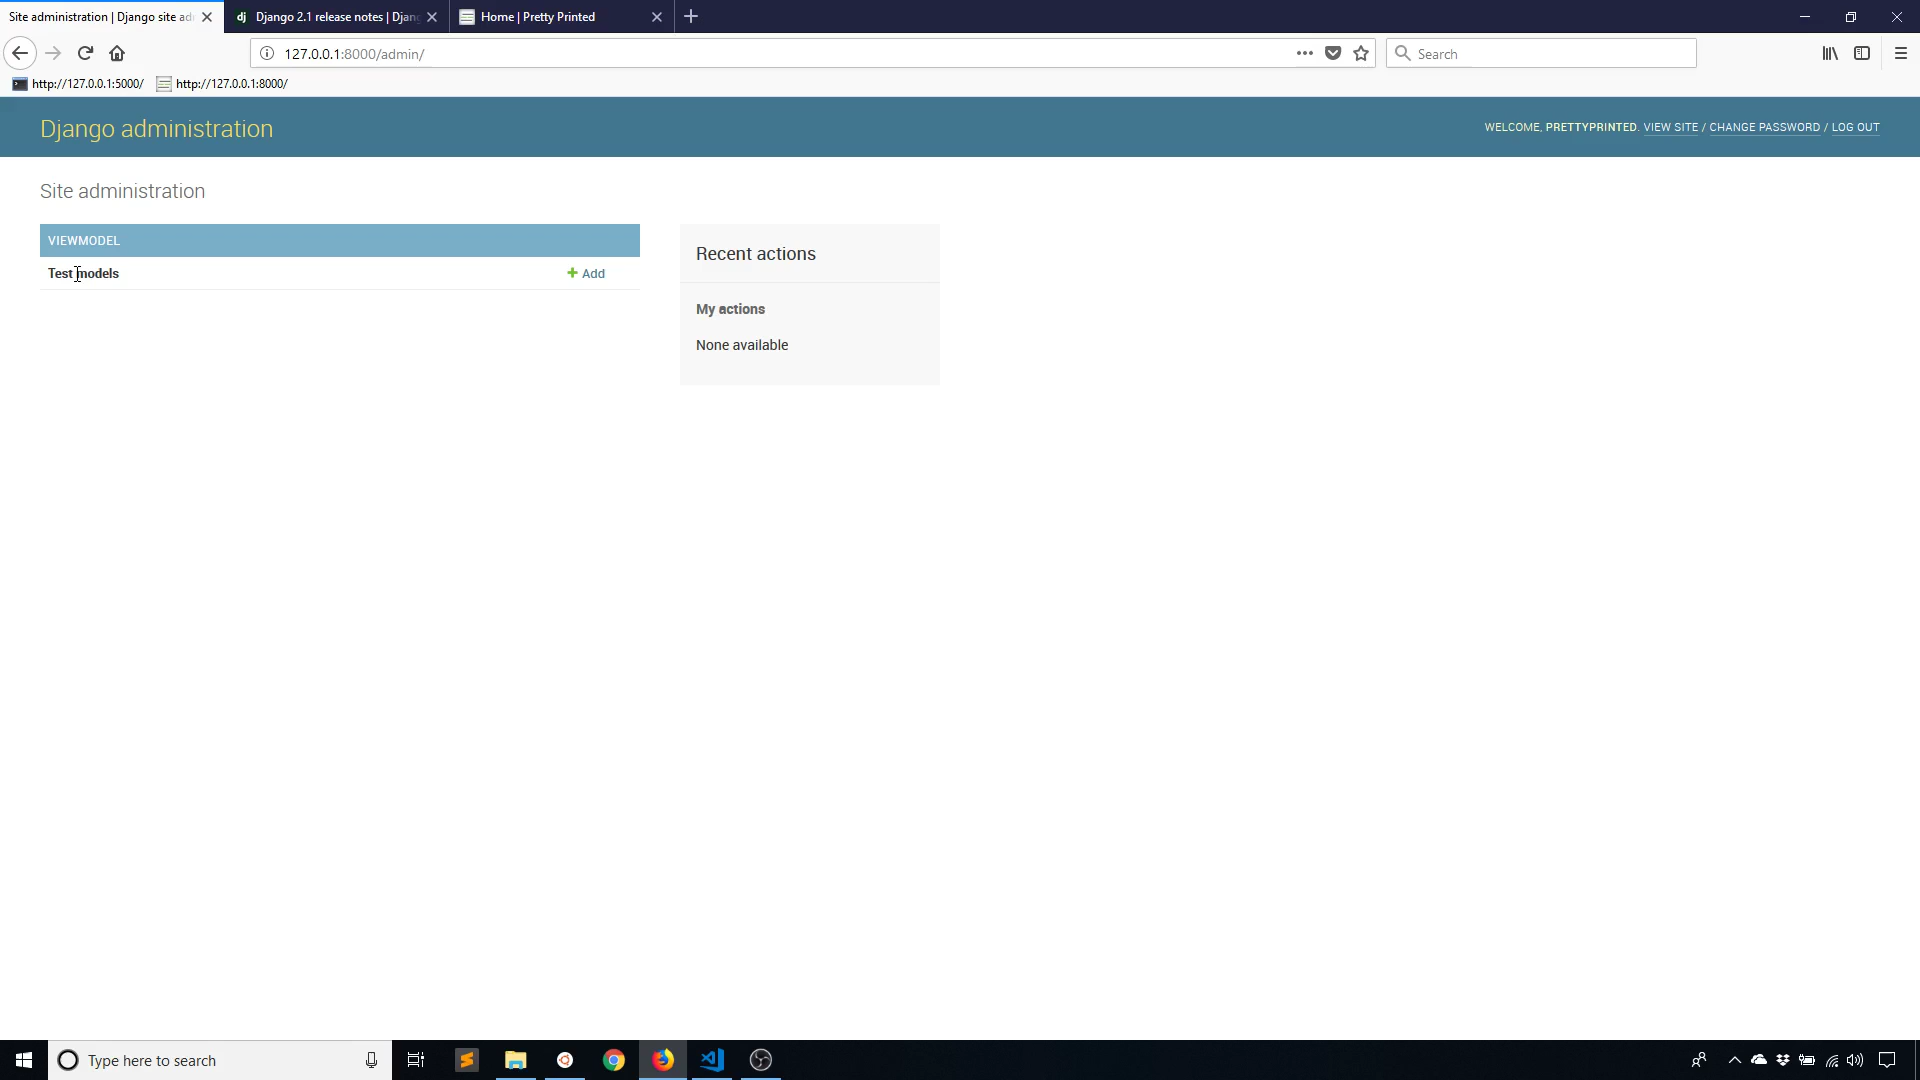 Site administration | Django site ad
Django 2.1 release notes | Djang
Home | Pretty Printed
127.0.0.1:8000/admin/
Search
http://127.0.0.1:5000/
http://127.0.0.1:8000/
Django administration
WELCOME, PRETTYPRINTED. VIEW SITE / CHANGE PASSWORD / LOG OUT
Site administration
VIEWMODEL
Test models
Add
Recent actions
My actions
None available
Type here to search